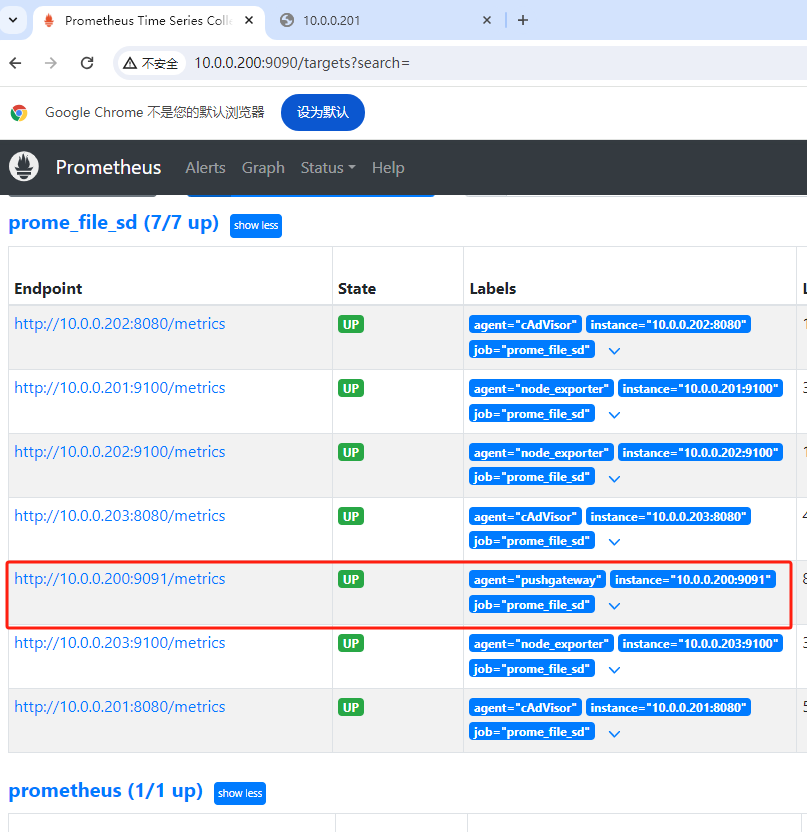 Prometheus Time Series Coll
10.0.0.201
不安全 10.0.0.200:9090/targets?search=
Google Chrome 不是您的默认浏览器 设为默认
Prometheus Alerts Graph Status Help
prome_file_sd (7/7 up) show less
Endpoint State Labels
http://10.0.0.202:8080/metrics UP agent="cAdVisor" instance="10.0.0.202:8080"
job="prome_file_sd"
http://10.0.0.201:9100/metrics UP agent="node_exporter" instance="10.0.0.201:9100"
job="prome_file_sd"
http://10.0.0.202:9100/metrics UP agent="node_exporter" instance="10.0.0.202:9100"
job="prome_file_sd"
http://10.0.0.203:8080/metrics UP agent="cAdVisor" instance="10.0.0.203:8080"
job="prome_file_sd"
http://10.0.0.200:9091/metrics UP agent="pushgateway" instance="10.0.0.200:9091"
job="prome_file_sd"
http://10.0.0.203:9100/metrics UP agent="node_exporter" instance="10.0.0.203:9100"
job="prome_file_sd"
http://10.0.0.201:8080/metrics UP agent="cAdVisor" instance="10.0.0.201:8080"
job="prome_file_sd"
prometheus (1/1 up) show less